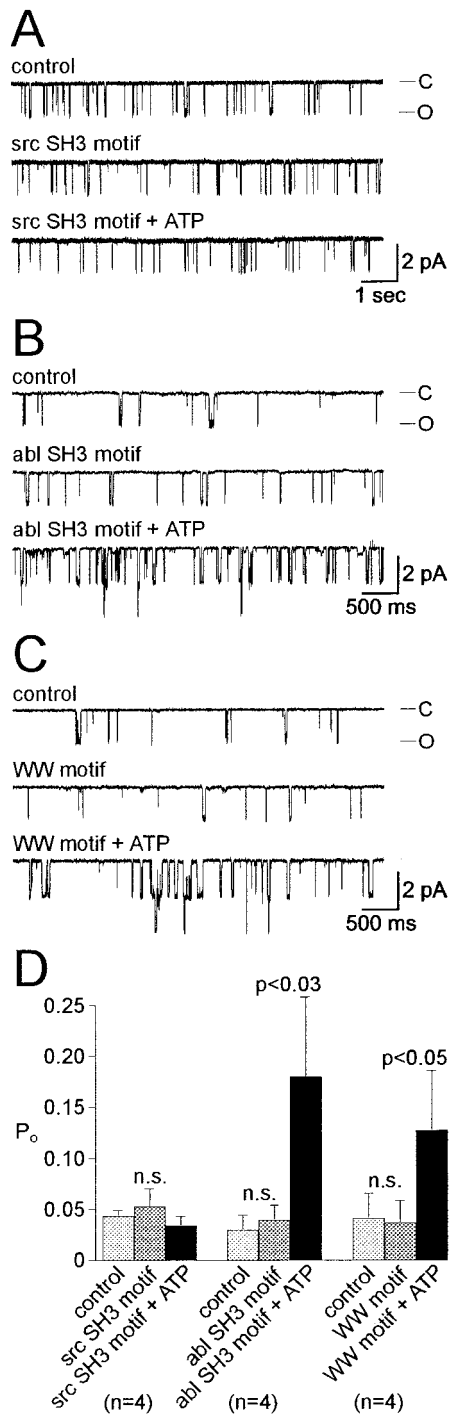 A
control
C
O
src SH3 motif
src SH3 motif + ATP
2 pA
1 sec
B
control
C
O
abl SH3 motif
abl SH3 motif + ATP
2 pA
500 ms
C
control
C
O
WW motif
WW motif + ATP
2 pA
500 ms
D
p<0.03
p<0.05
n.s.
n.s.
n.s.
0.25
0.20
0.15
Po
0.10
0.05
0
control
src SH3 motif
src SH3 motif + ATP
control
abl SH3 motif
abl SH3 motif + ATP
control
WW motif
WW motif + ATP
(n=4)
(n=4)
(n=4)